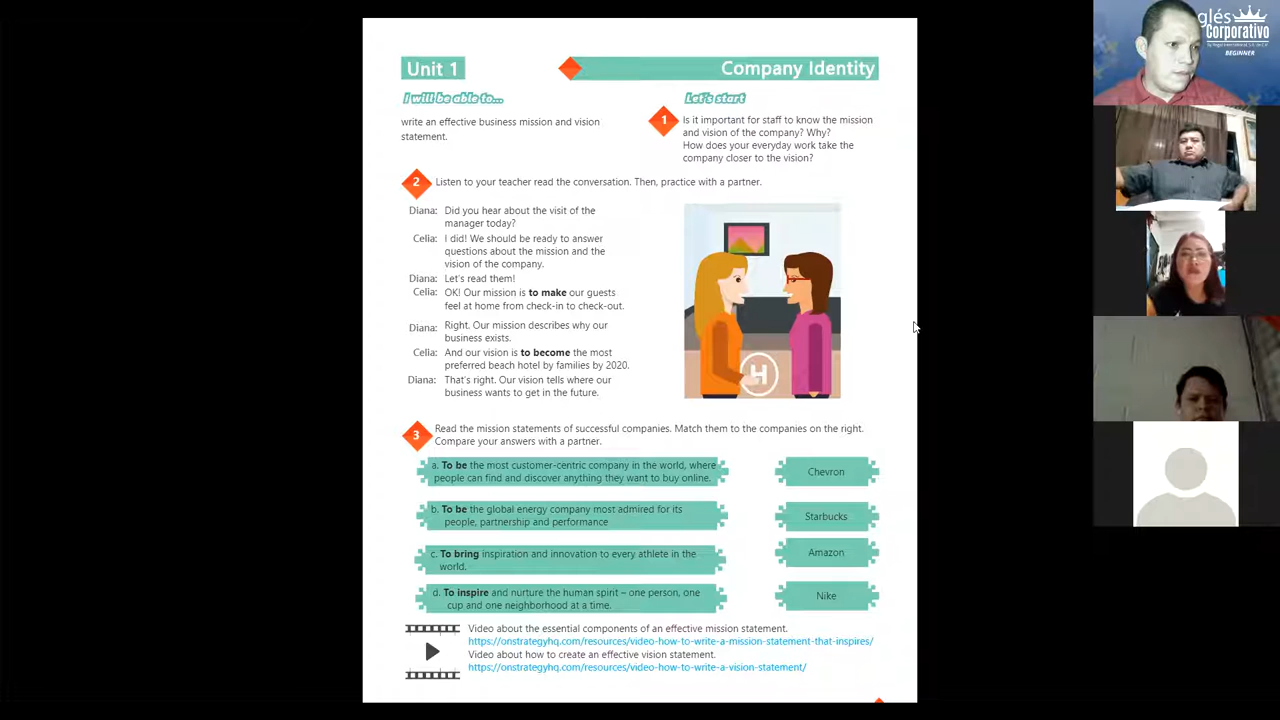 Unit 1
Company Identity
I will be able to...
write an effective business mission and vision
statement.
Let's start
1
Is it important for staff to know the mission
and vision of the company? Why?
How does your everyday work take the
company closer to the vision?
2
Listen to your teacher read the conversation. Then, practice with a partner.
Diana: Did you hear about the visit of the
manager today?
Celia: I did! We should be ready to answer
questions about the mission and the
vision of the company.
Diana: Let's read them!
Celia: OK! Our mission is to make our guests
feel at home from check-in to check-out.
Diana: Right. Our mission describes why our
business exists.
Celia: And our vision is to become the most
preferred beach hotel by families by 2020.
Diana: That's right. Our vision tells where our
business wants to get in the future.
H
3
Read the mission statements of successful companies. Match them to the companies on the right.
Compare your answers with a partner.
a. To be the most customer-centric company in the world, where
people can find and discover anything they want to buy online.
Chevron
b. To be the global energy company most admired for its
people, partnership and performance
Starbucks
c. To bring inspiration and innovation to every athlete in the
world.
Amazon
d. To inspire and nurture the human spirit – one person, one
cup and one neighborhood at a time.
Nike
Video about the essential components of an effective mission statement.
https://onstrategyhq.com/resources/video-how-to-write-a-mission-statement-that-inspires/
Video about how to create an effective vision statement.
https://onstrategyhq.com/resources/video-how-to-write-a-vision-statement/
glés
Corporativo
BEGINNER